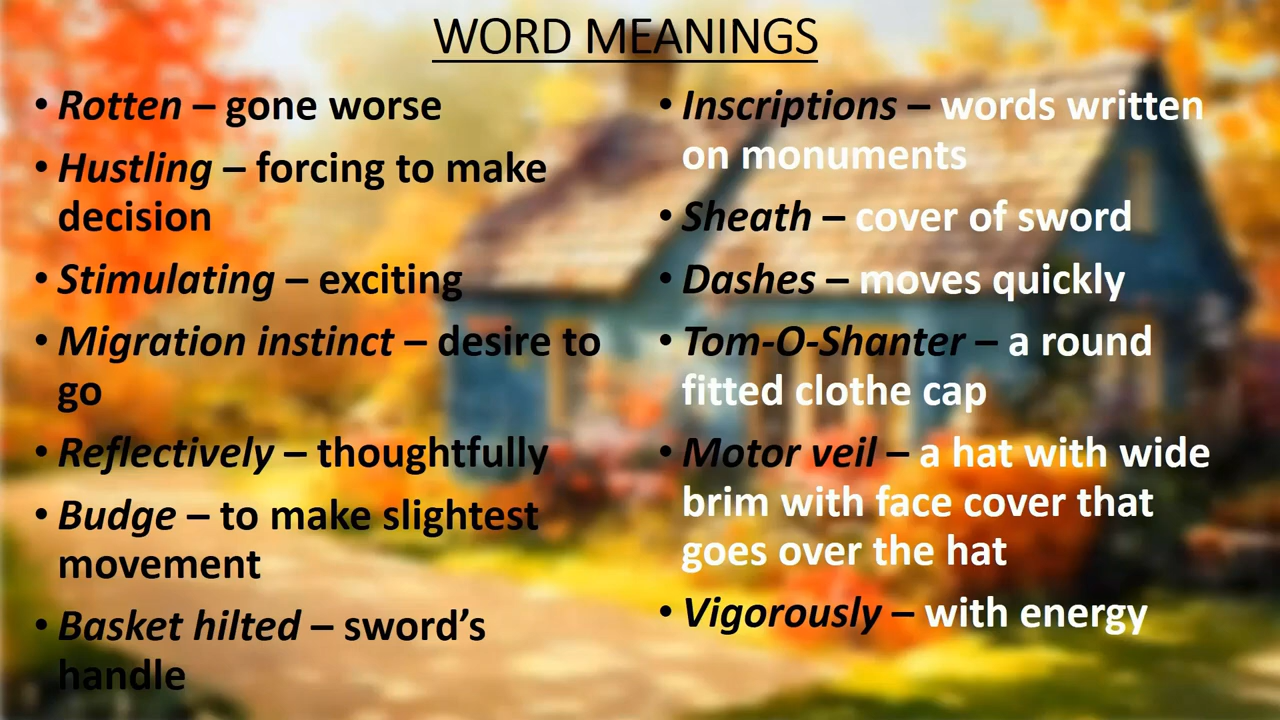 WORD MEANINGS
• Rotten – gone worse
• Hustling – forcing to make
decision
• Stimulating – exciting
• Migration instinct – desire to
go
• Reflectively – thoughtfully
• Budge – to make slightest
movement
• Basket hilted – sword’s
handle
• Inscriptions – words written
on monuments
• Sheath – cover of sword
• Dashes – moves quickly
• Tom-O-Shanter – a round
fitted clothe cap
• Motor veil – a hat with wide
brim with face cover that
goes over the hat
• Vigorously – with energy